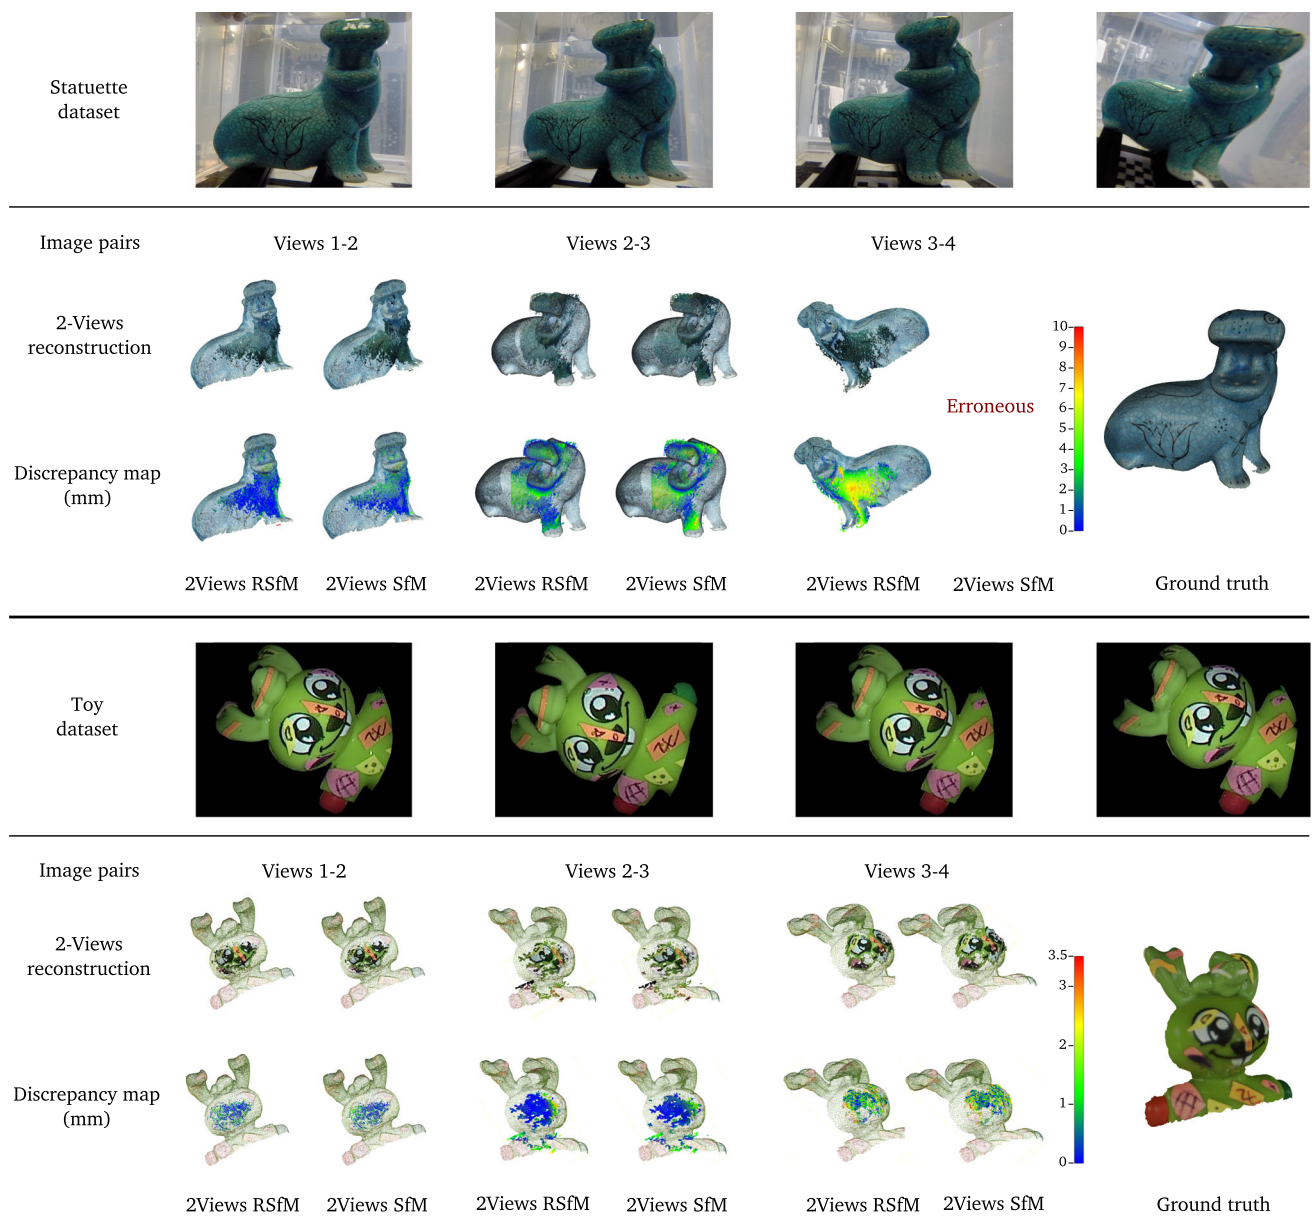 Statuette
dataset
Image pairs
Views 1-2
Views 2-3
Views 3-4
2-Views
reconstruction
Erroneous
10
9
8
7
6
5
4
3
2
1
0
Discrepancy map
(mm)
2Views RSfM
2Views SfM
2Views RSfM
2Views SfM
2Views RSfM
2Views SfM
Ground truth
Toy
dataset
Image pairs
Views 1-2
Views 2-3
Views 3-4
2-Views
reconstruction
3.5
3
2
1
0
Discrepancy map
(mm)
2Views RSfM
2Views SfM
2Views RSfM
2Views SfM
2Views RSfM
2Views SfM
Ground truth